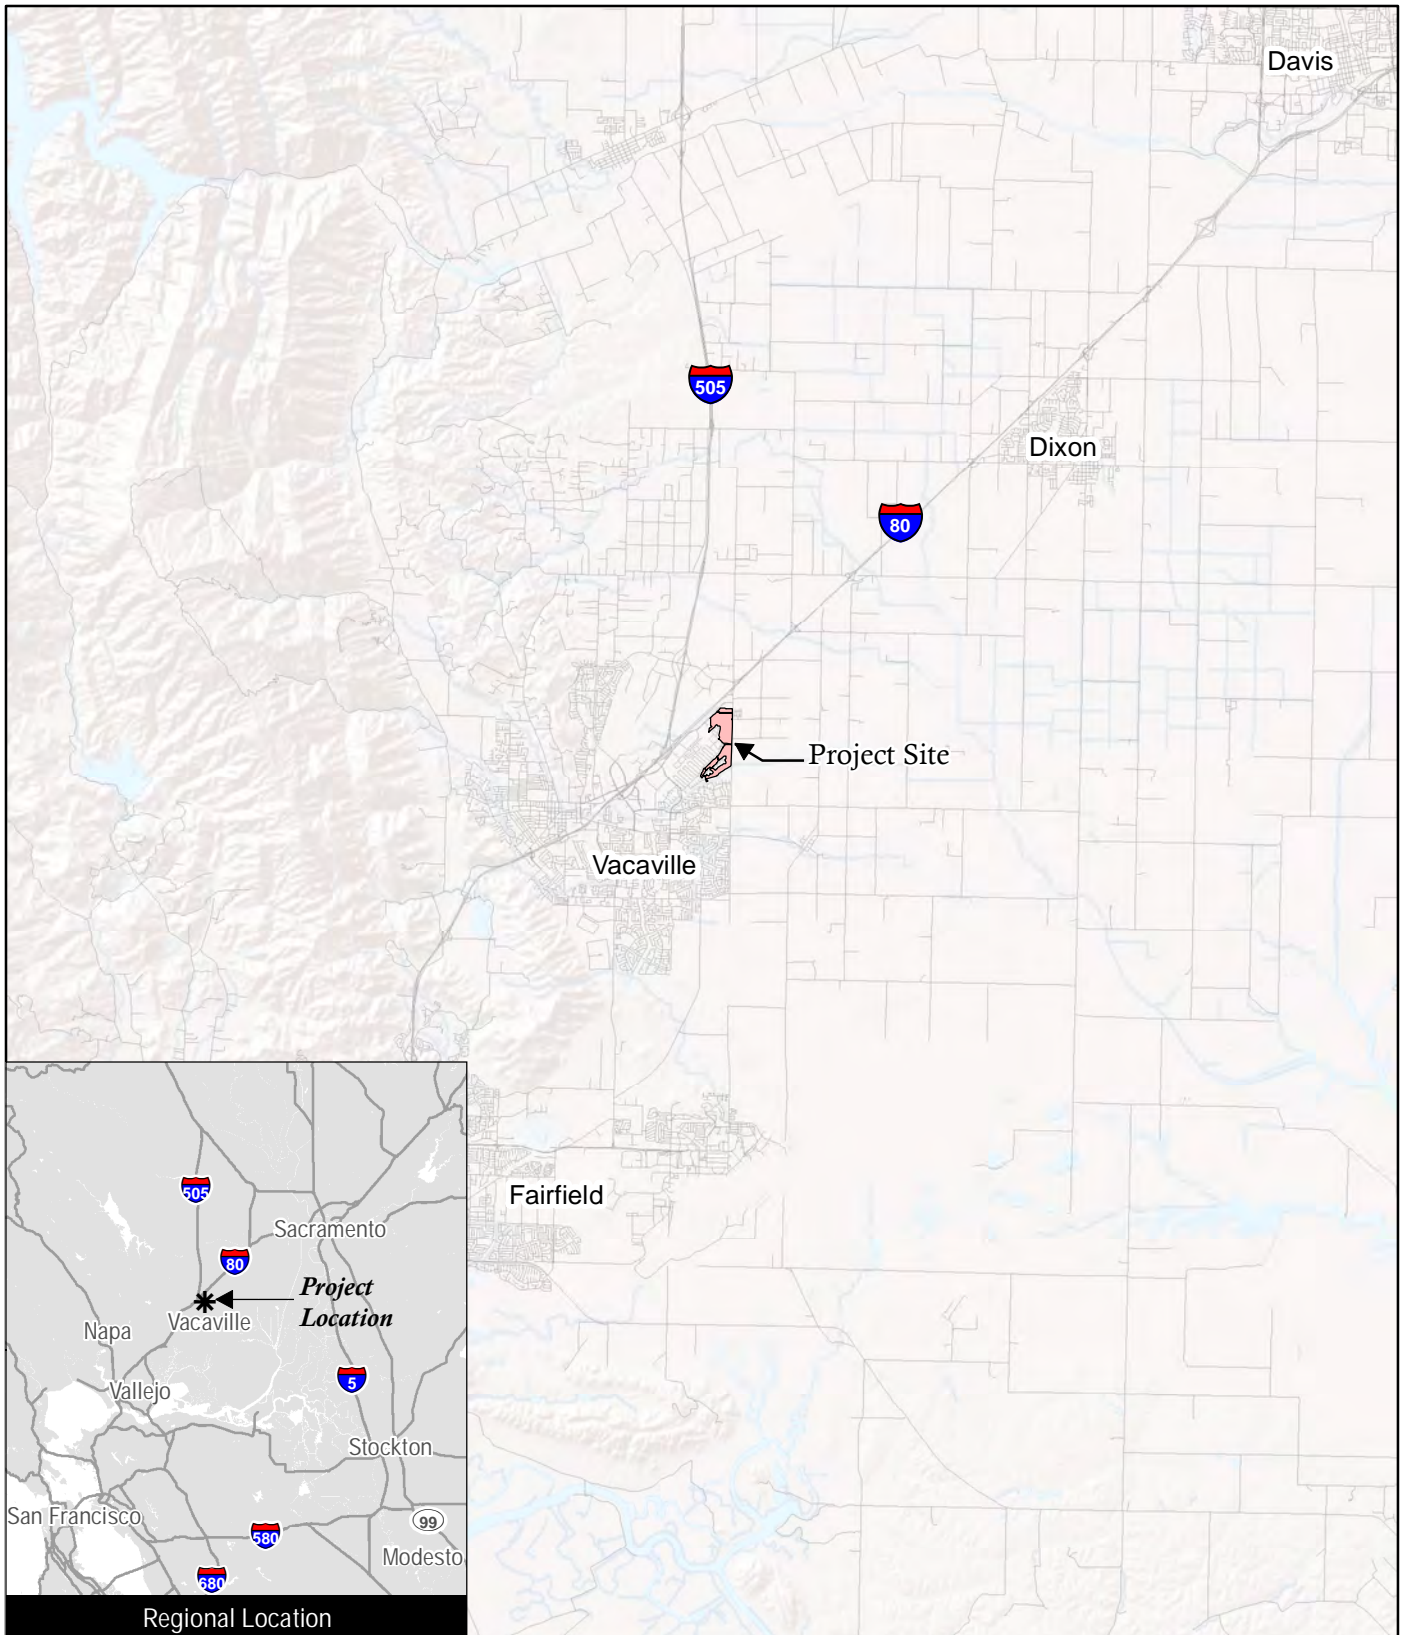 Davis
505
Dixon
80
Project Site
Vacaville
Fairfield
505
Sacramento
80
Project
Location
Vacaville
Napa
5
Vallejo
Stockton
San Francisco
99
580
Modesto
680
Regional Location